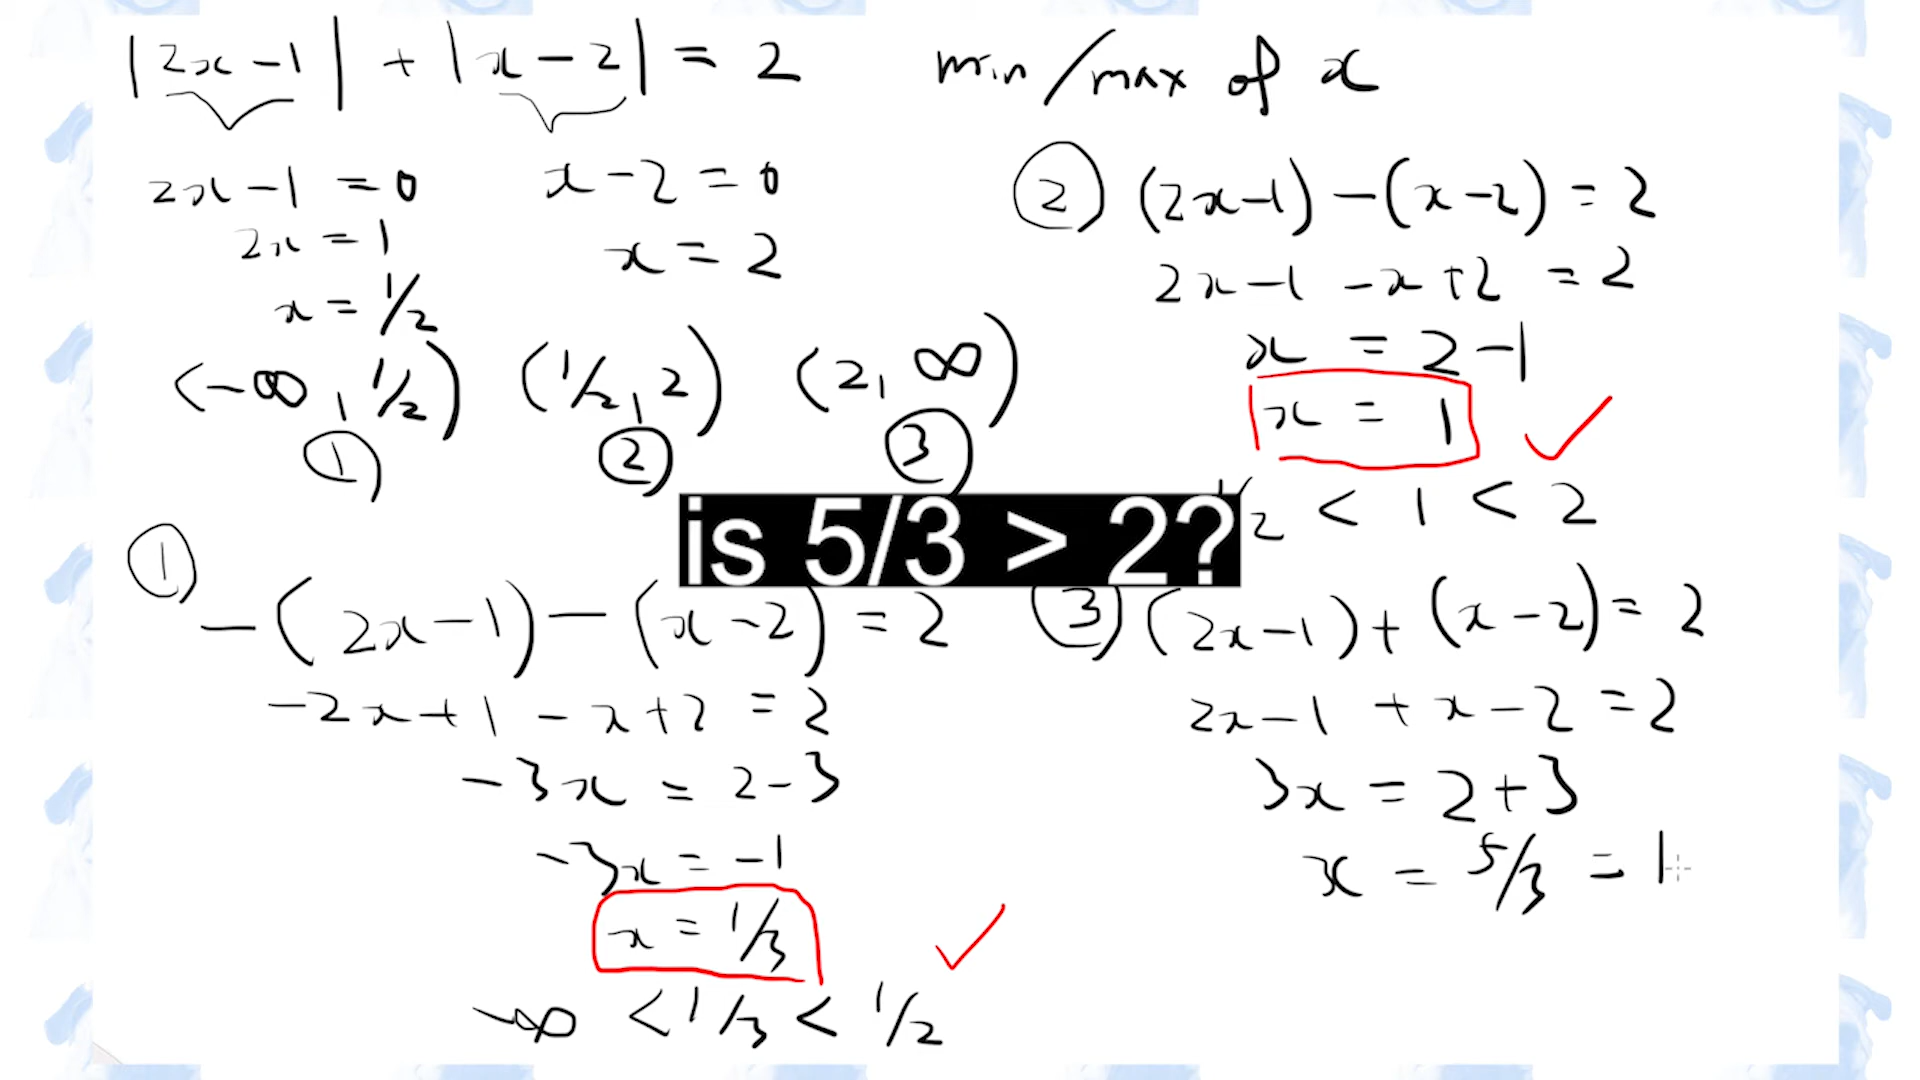 |2x-1| + |x-2| = 2
min/max of x
2x-1 = 0
2x = 1
x = 1/2
x-2 = 0
x = 2
(-∞, 1/2) (1/2, 2) (2, ∞)
① ② ③
① -(2x-1) - (x-2) = 2
-2x+1 - x+2 = 2
-3x = 2-3
-3x = -1
x = 1/3
-∞ < 1/3 < 1/2
② (2x-1) - (x-2) = 2
2x-1 -x+2 = 2
x = 2-1
x = 1
1/2 < 1 < 2
is 5/3 > 2?
③ (2x-1) + (x-2) = 2
2x-1 + x-2 = 2
3x = 2+3
x = 5/3 = 1